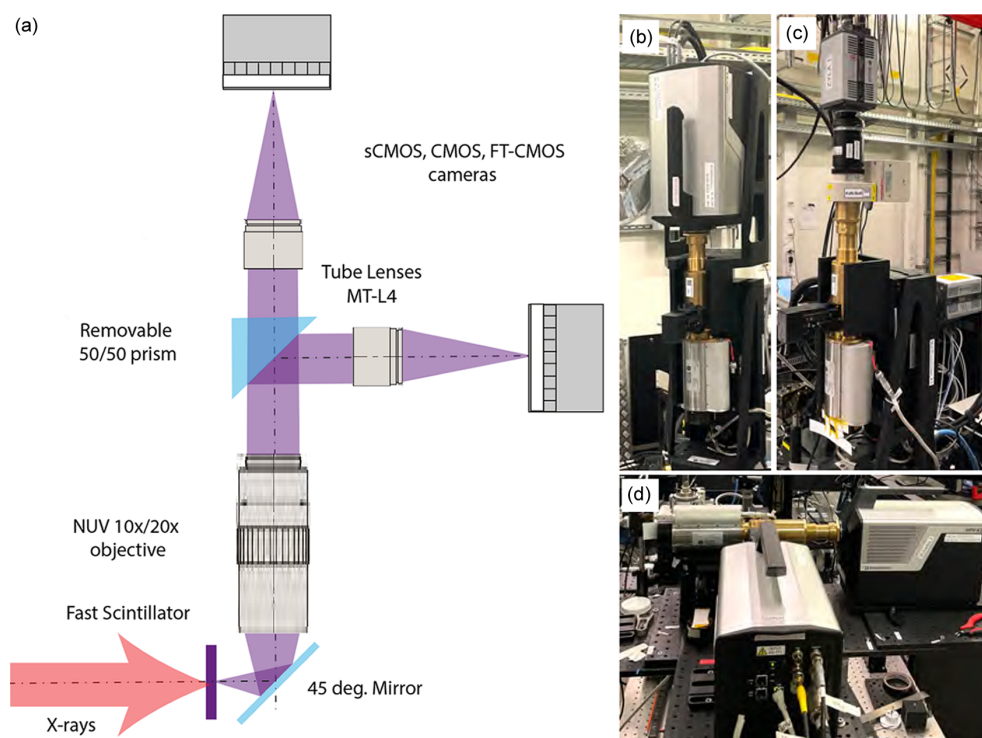 (a)
sCMOS, CMOS, FT-CMOS
cameras
Tube Lenses
MT-L4
Removable
50/50 prism
NUV 10x/20x
objective
Fast Scintillator
45 deg. Mirror
X-rays
(b)
(c)
(d)